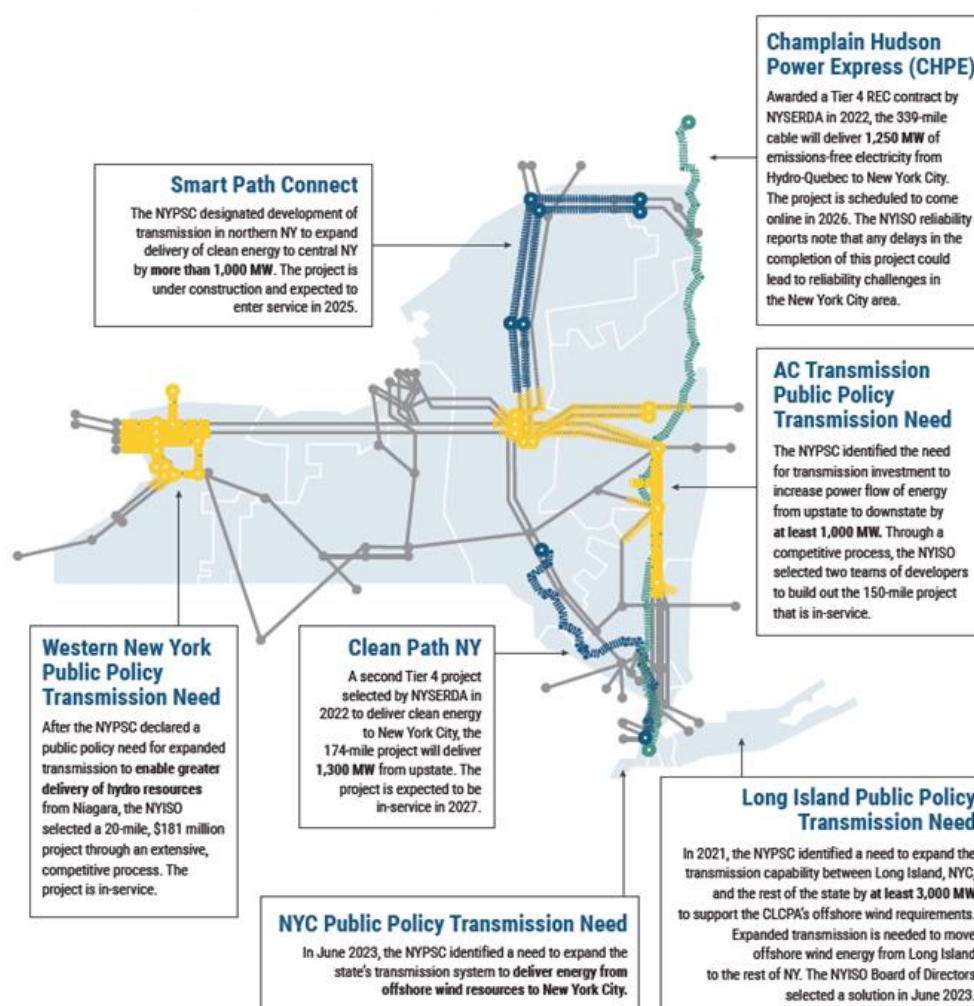 Champlain Hudson
Power Express (CHPE)
Awarded a Tier 4 REC contract by
NYSERDA in 2022, the 339-mile
cable will deliver 1,250 MW of
emissions-free electricity from
Hydro-Quebec to New York City.
The project is scheduled to come
online in 2026. The NYISO reliability
reports note that any delays in the
completion of this project could
lead to reliability challenges in
the New York City area.
Smart Path Connect
The NYPSC designated development of
transmission in northern NY to expand
delivery of clean energy to central NY
by more than 1,000 MW. The project is
under construction and expected to
enter service in 2025.
AC Transmission
Public Policy
Transmission Need
The NYPSC identified the need
for transmission investment to
increase power flow of energy
from upstate to downstate by
at least 1,000 MW. Through a
competitive process, the NYISO
selected two teams of developers
to build out the 150-mile project
that is in-service.
Western New York
Public Policy
Transmission Need
After the NYPSC declared a
public policy need for expanded
transmission to enable greater
delivery of hydro resources
from Niagara, the NYISO
selected a 20-mile, $181 million
project through an extensive,
competitive process. The
project is in-service.
Clean Path NY
A second Tier 4 project
selected by NYSERDA in
2022 to deliver clean energy
to New York City, the
174-mile project will deliver
1,300 MW from upstate. The
project is expected to be
in-service in 2027.
NYC Public Policy Transmission Need
In June 2023, the NYPSC identified a need to expand the
state's transmission system to deliver energy from
offshore wind resources to New York City.
Long Island Public Policy
Transmission Need
In 2021, the NYPSC identified a need to expand the
transmission capability between Long Island, NYC,
and the rest of the state by at least 3,000 MW
to support the CLCPA's offshore wind requirements.
Expanded transmission is needed to move
offshore wind energy from Long Island
to the rest of NY. The NYISO Board of Directors
selected a solution in June 2023.